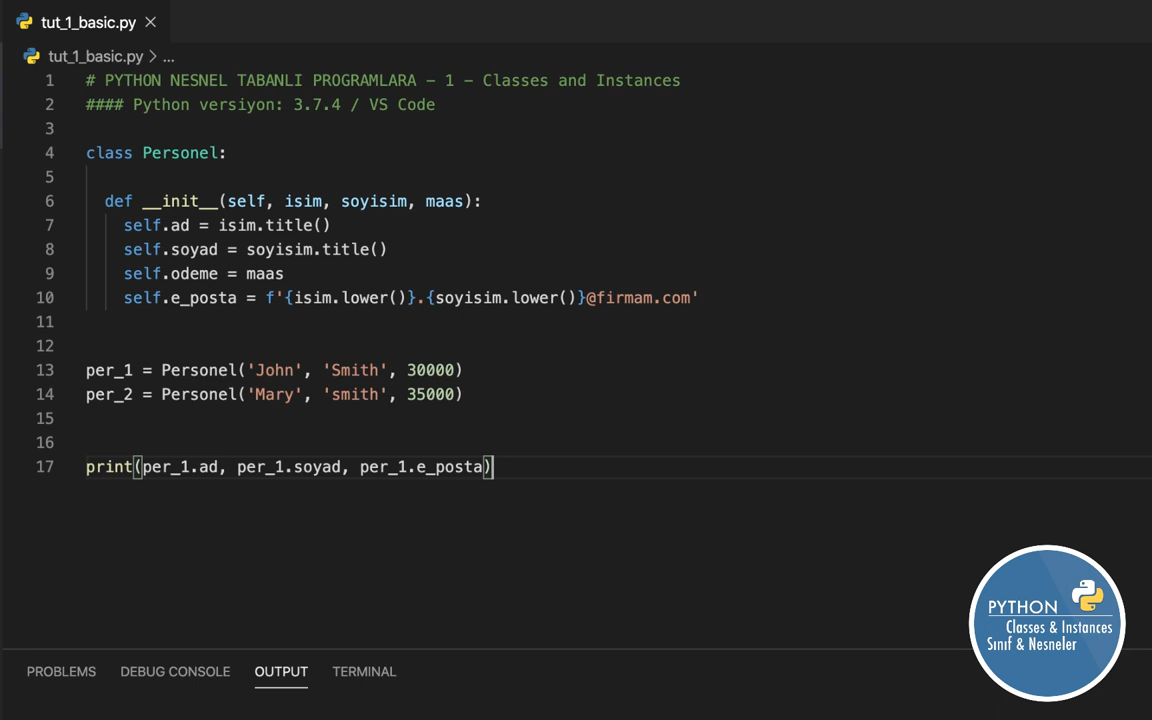 tut_1_basic.py
tut_1_basic.py > ...
1 # PYTHON NESNEL TABANLI PROGRAMLARA - 1 - Classes and Instances
2 #### Python versiyon: 3.7.4 / VS Code
3
4 class Personel:
5
6   def __init__(self, isim, soyisim, maas):
7     self.ad = isim.title()
8     self.soyad = soyisim.title()
9     self.odeme = maas
10     self.e_posta = f'{isim.lower()}.{soyisim.lower()}@firmam.com'
11
12
13 per_1 = Personel('John', 'Smith', 30000)
14 per_2 = Personel('Mary', 'smith', 35000)
15
16
17 print(per_1.ad, per_1.soyad, per_1.e_posta)
PYTHON
Classes & Instances
Sınıf & Nesneler
PROBLEMS DEBUG CONSOLE OUTPUT TERMINAL